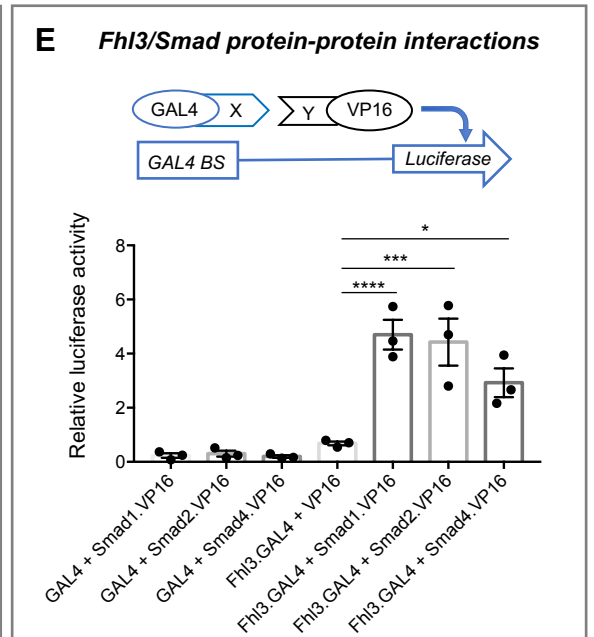 E Fhl3/Smad protein-protein interactions
GAL4 X Y VP16
GAL4 BS Luciferase
Relative luciferase activity
8
6
4
2
0
*
***
****
GAL4 + Smad1.VP16
GAL4 + Smad2.VP16
GAL4 + Smad4.VP16
Fhl3.GAL4 + VP16
Fhl3.GAL4 + Smad1.VP16
Fhl3.GAL4 + Smad2.VP16
Fhl3.GAL4 + Smad4.VP16